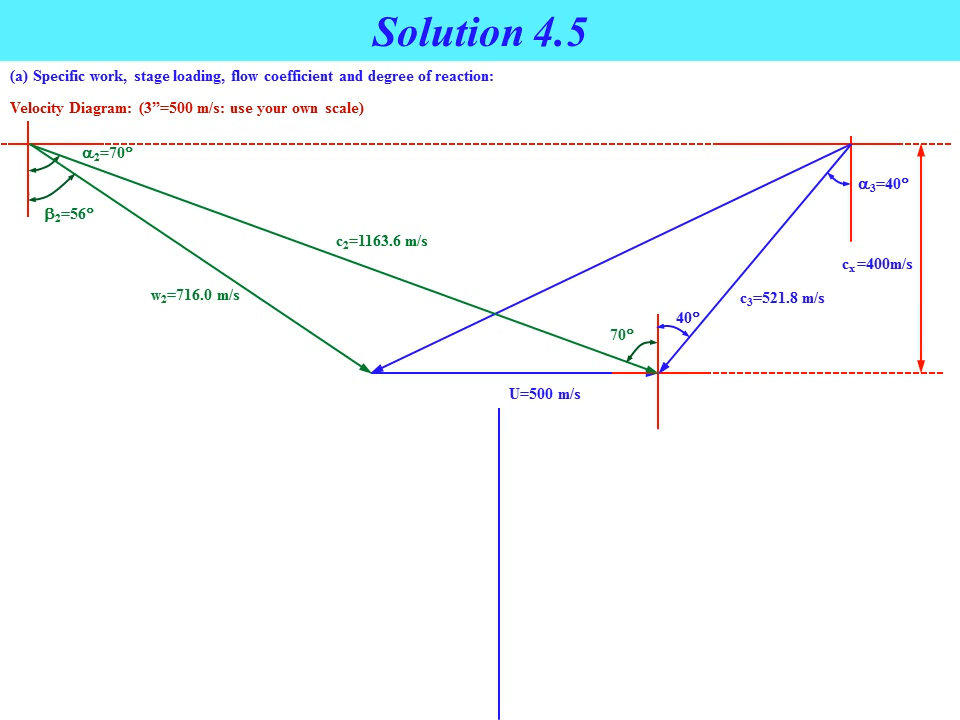 Solution 4.5
(a) Specific work, stage loading, flow coefficient and degree of reaction:
Velocity Diagram: (3”=500 m/s: use your own scale)
α₂=70°
α₃=40°
β₂=56°
c₂=1163.6 m/s
cₓ=400m/s
w₂=716.0 m/s
c₃=521.8 m/s
40°
70°
U=500 m/s